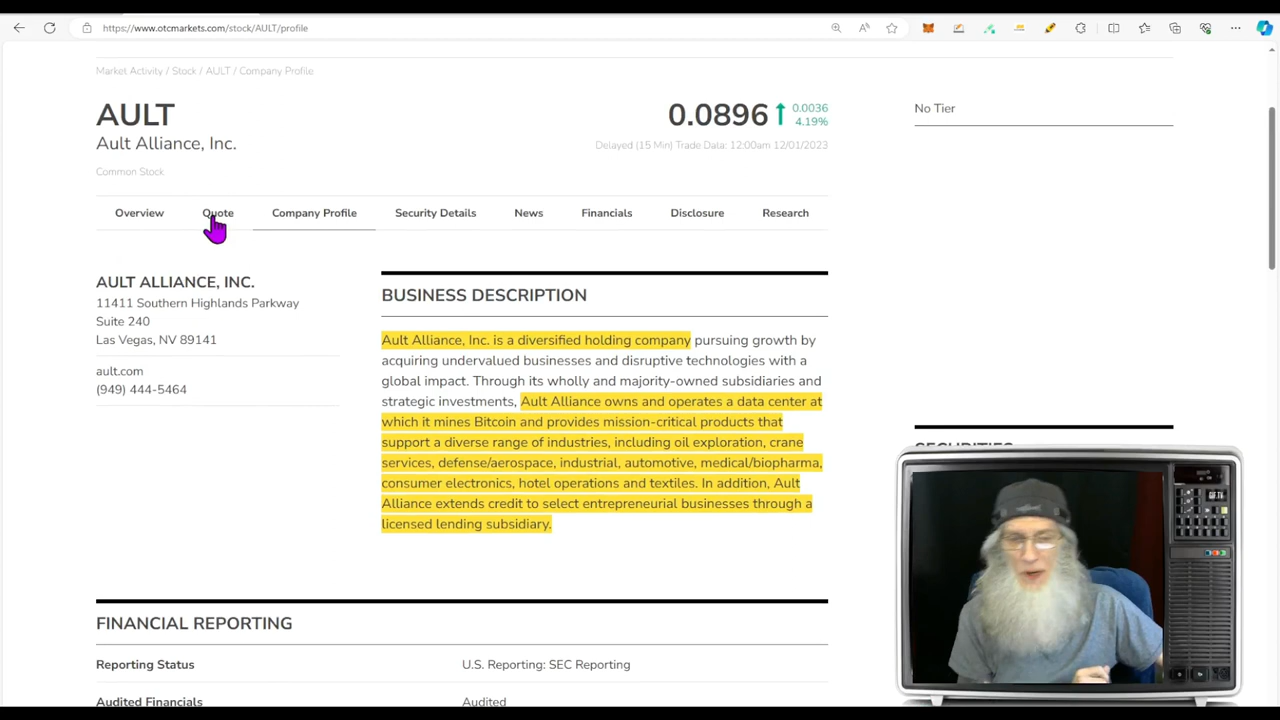 https://www.otcmarkets.com/stock/AULT/profile
Market Activity / Stock / AULT / Company Profile
AULT
0.0896
0.0036
4.19%
No Tier
Ault Alliance, Inc.
Delayed (15 Min) Trade Data: 12:00am 12/01/2023
Common Stock
Overview Quote Company Profile Security Details News Financials Disclosure Research
AULT ALLIANCE, INC.
11411 Southern Highlands Parkway
Suite 240
Las Vegas, NV 89141
ault.com
(949) 444-5464
BUSINESS DESCRIPTION
Ault Alliance, Inc. is a diversified holding company pursuing growth by
acquiring undervalued businesses and disruptive technologies with a
global impact. Through its wholly and majority-owned subsidiaries and
strategic investments, Ault Alliance owns and operates a data center at
which it mines Bitcoin and provides mission-critical products that
support a diverse range of industries, including oil exploration, crane
services, defense/aerospace, industrial, automotive, medical/biopharma,
consumer electronics, hotel operations and textiles. In addition, Ault
Alliance extends credit to select entrepreneurial businesses through a
licensed lending subsidiary.
FINANCIAL REPORTING
Reporting Status U.S. Reporting: SEC Reporting
Audited Financials Audited